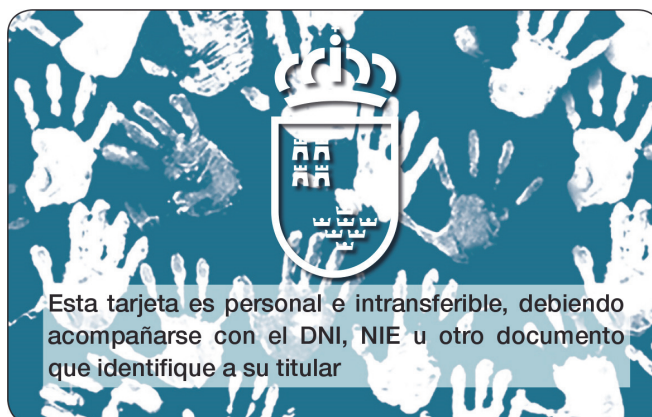 Esta tarjeta es personal e intransferible, debiendo
acompañarse con el DNI, NIE u otro documento
que identifique a su titular